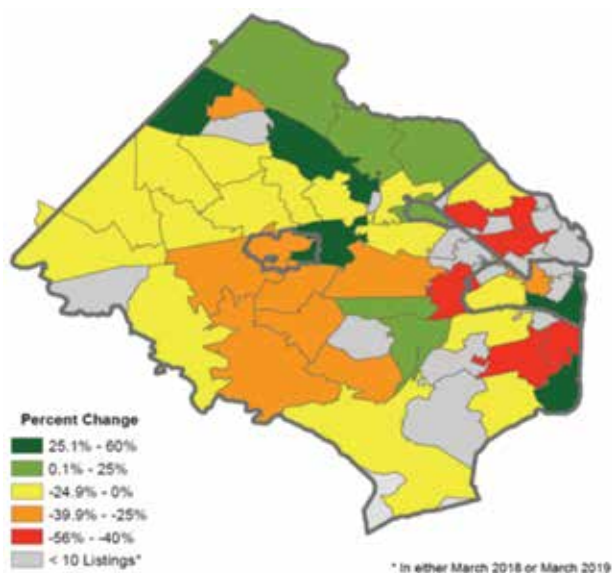 Percent Change
25.1% - 60%
0.1% - 25%
-24.9% - 0%
-39.9% - -25%
-56% - -40%
< 10 Listings*
* In either March 2018 or March 2019